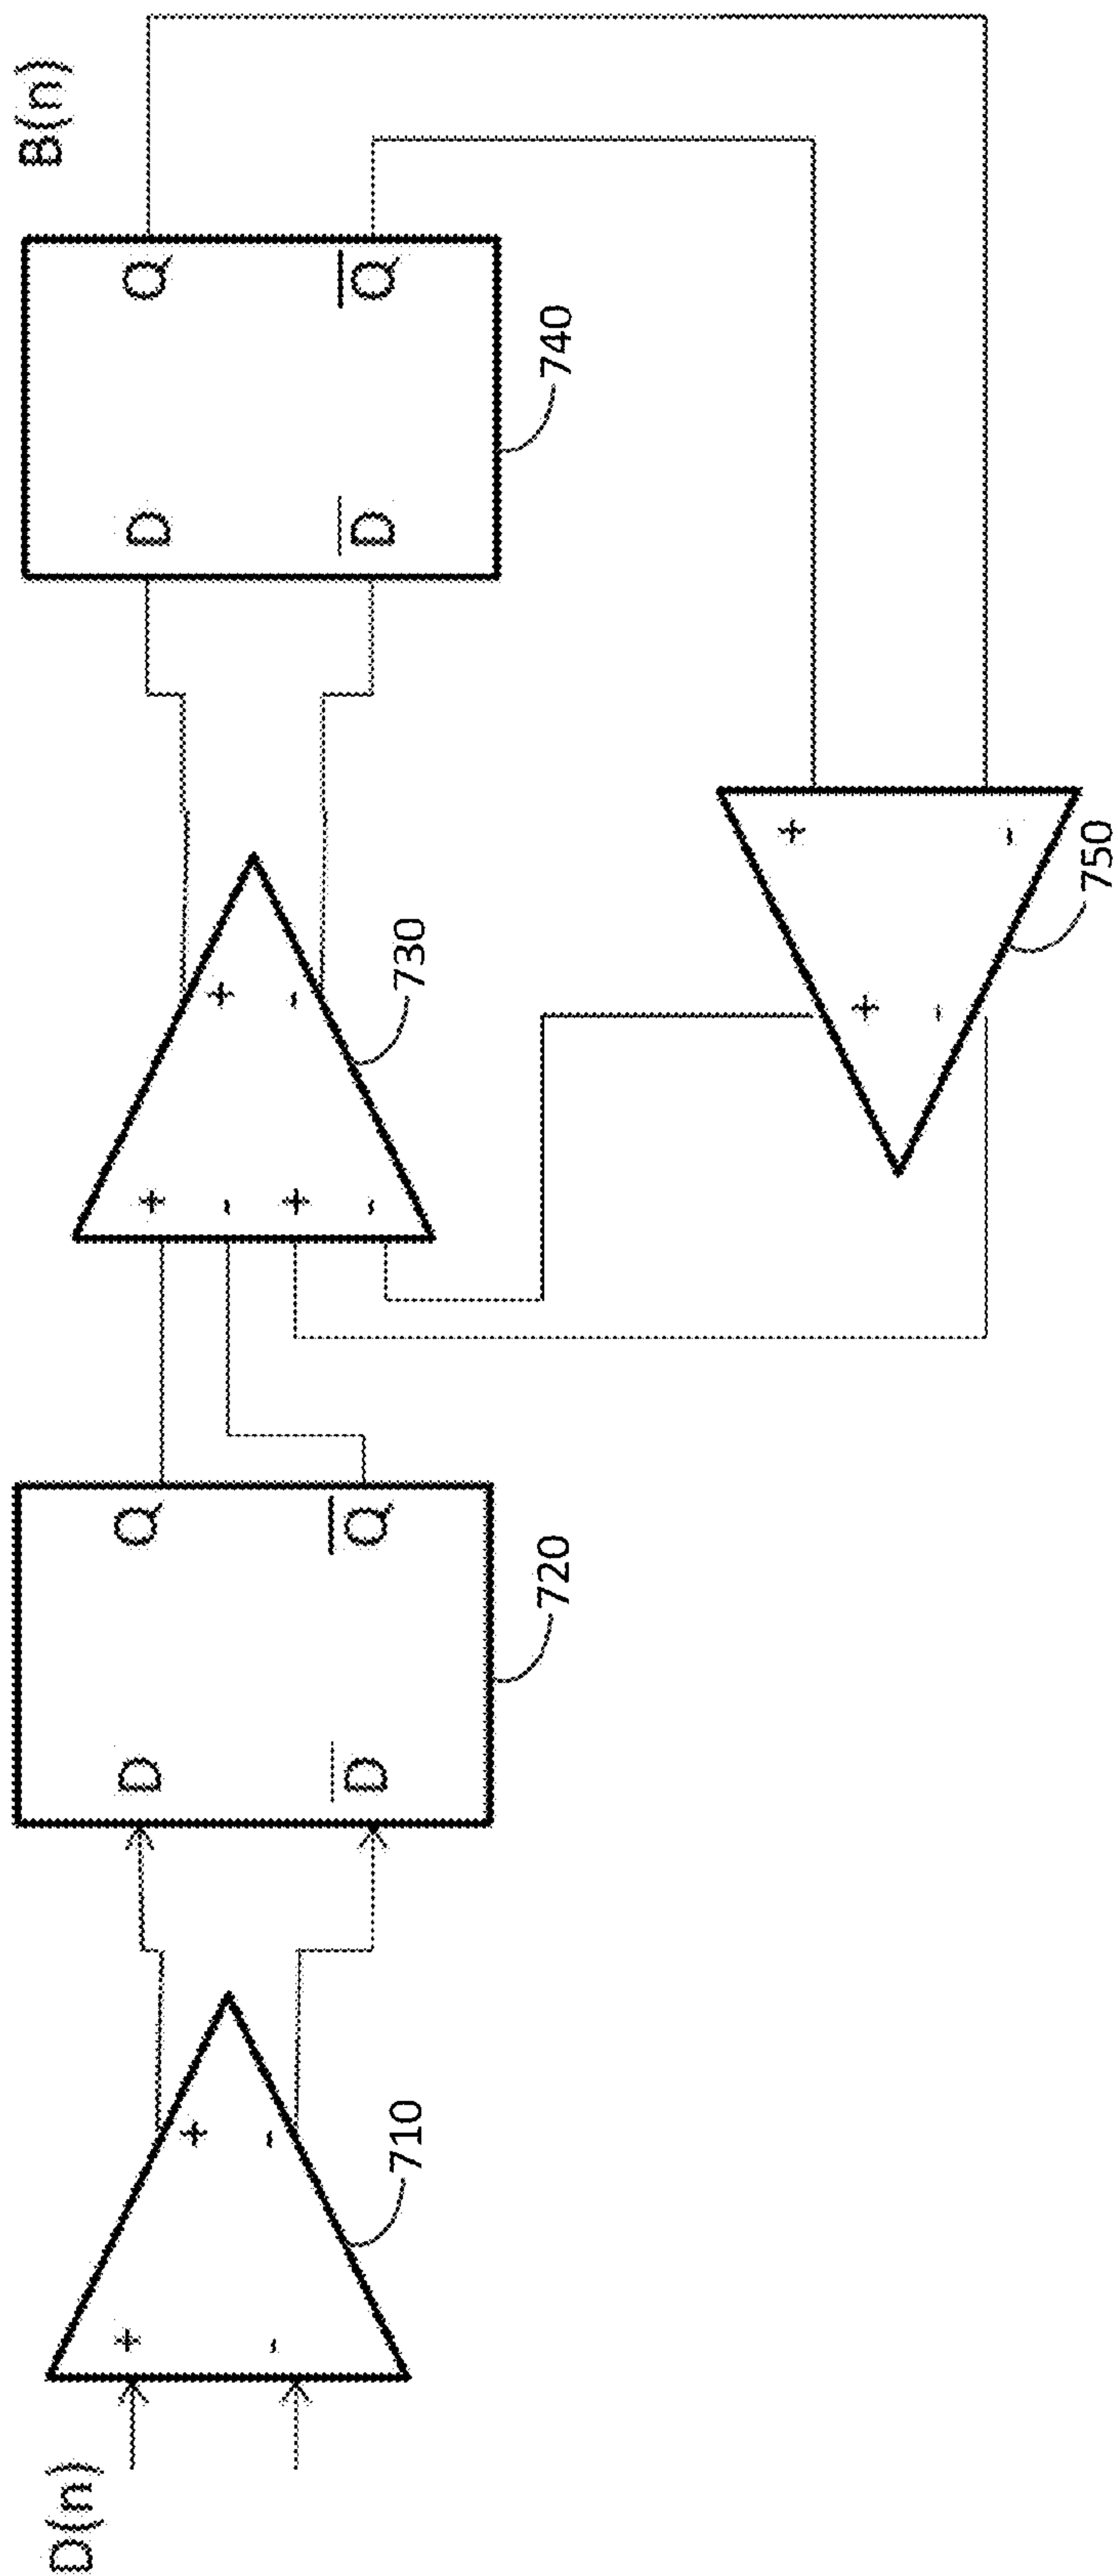 D(n)
+
-
+
-
710
D
D̅
Q
Q̅
720
+
-
+
-
+
-
730
D
D̅
Q
Q̅
740
B(n)
+
-
+
-
750